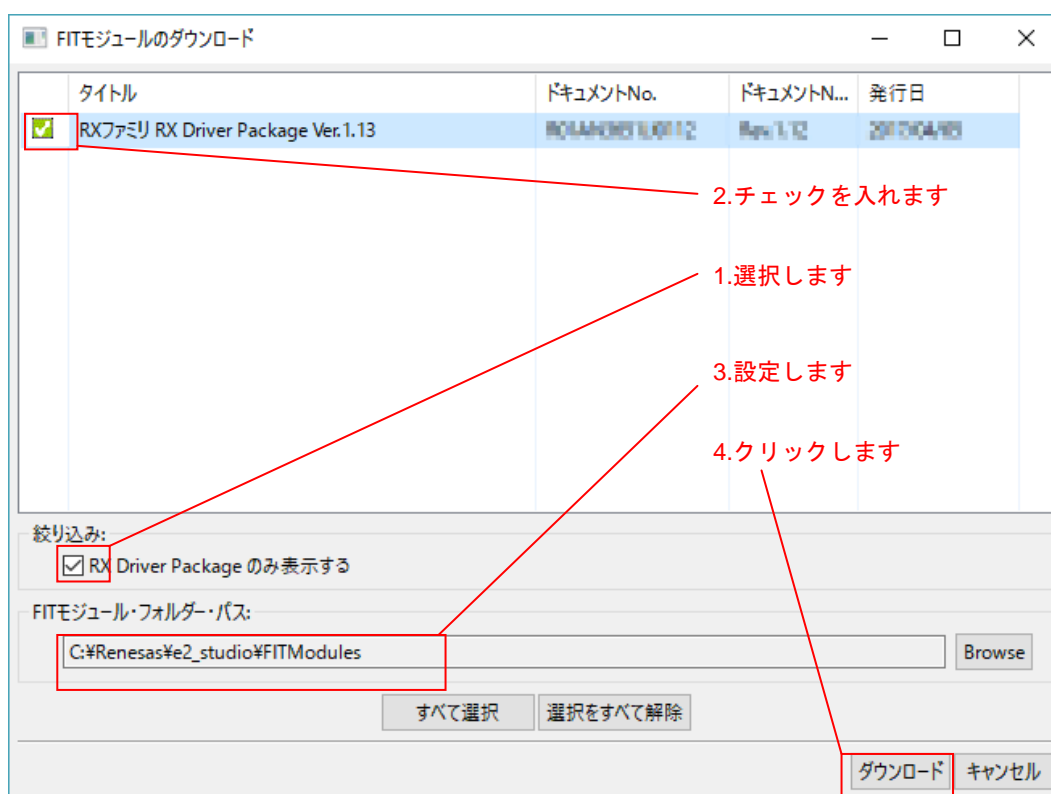 FITモジュールのダウンロード
タイトル ドキュメントNo. ドキュメントN... 発行日
RXファミリ RX Driver Package Ver.1.13
2.チェックを入れます
1.選択します
3.設定します
4.クリックします
絞り込み:
RX Driver Package のみ表示する
FITモジュール・フォルダー・パス:
C:¥Renesas¥e2_studio¥FITModules Browse
すべて選択 選択をすべて解除
ダウンロード キャンセル